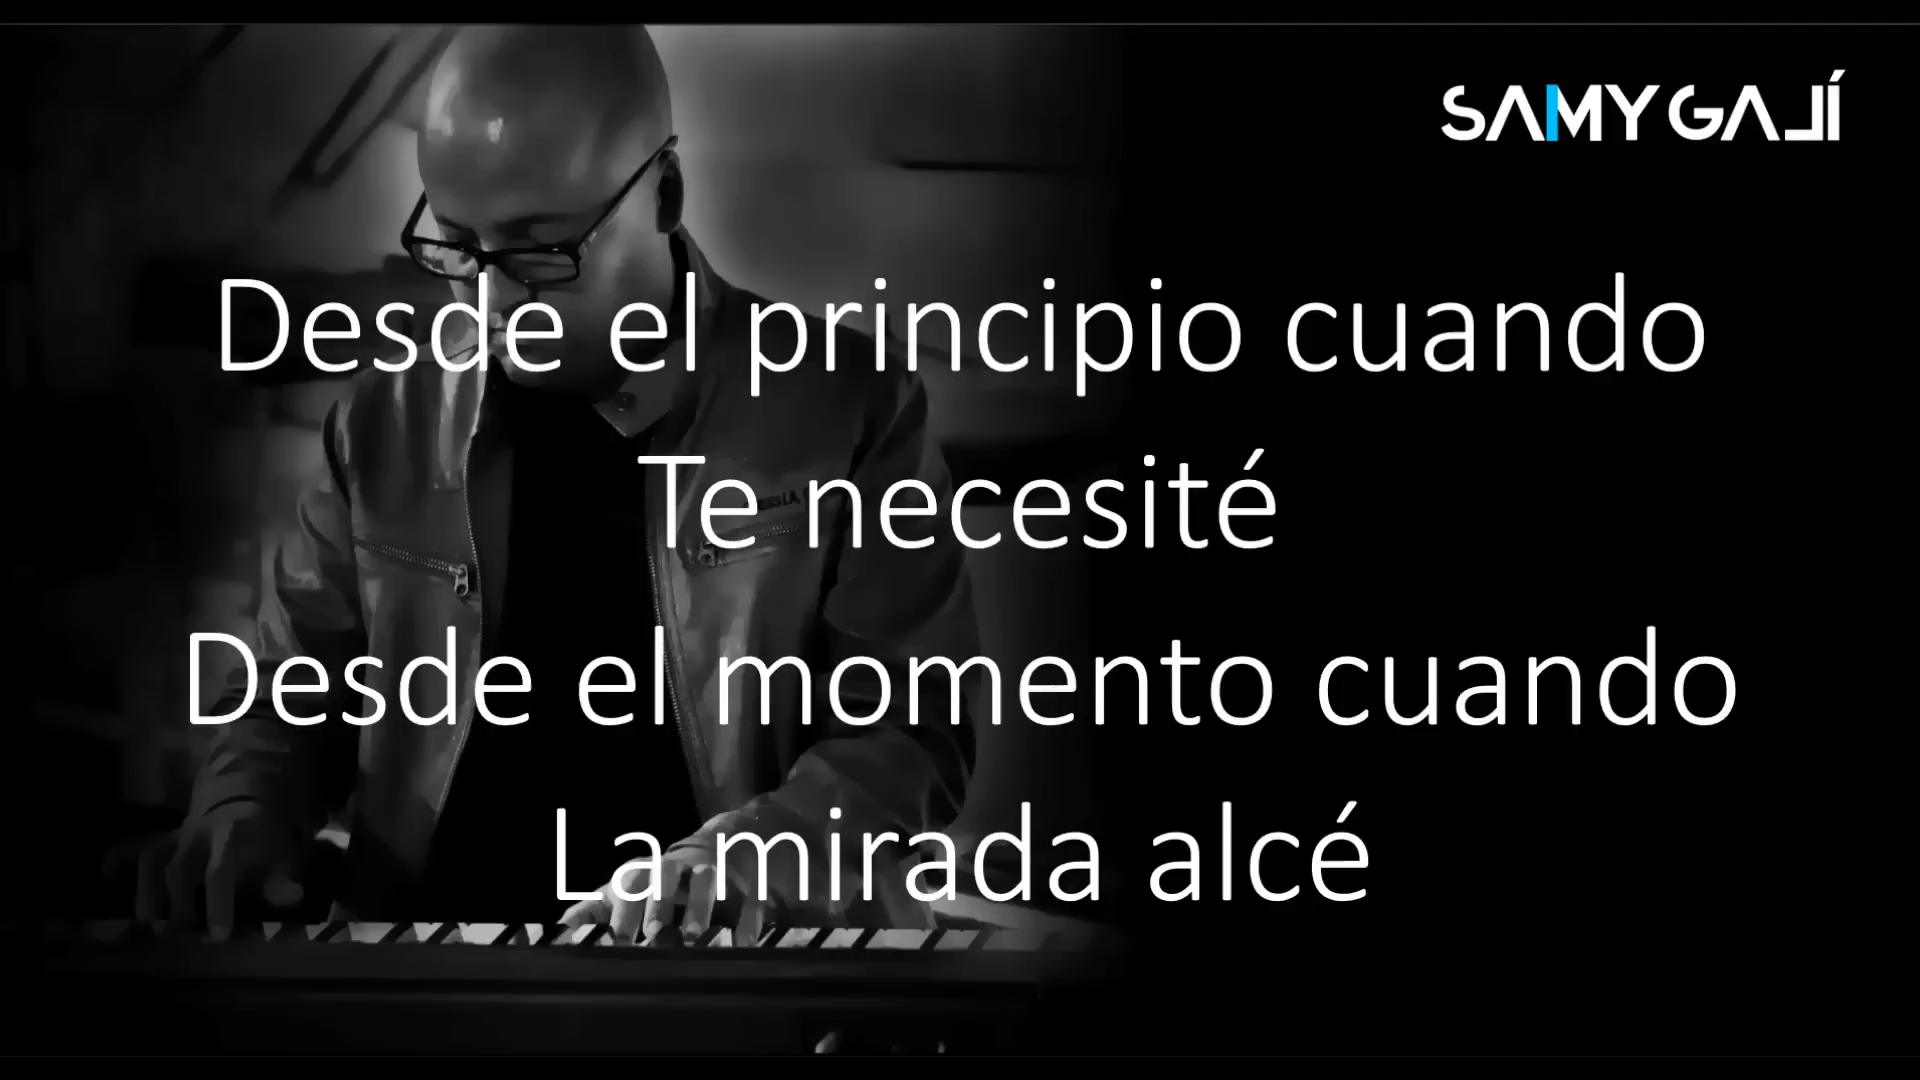 SAMY GALÍ
Desde el principio cuando
Te necesité
Desde el momento cuando
La mirada alcé